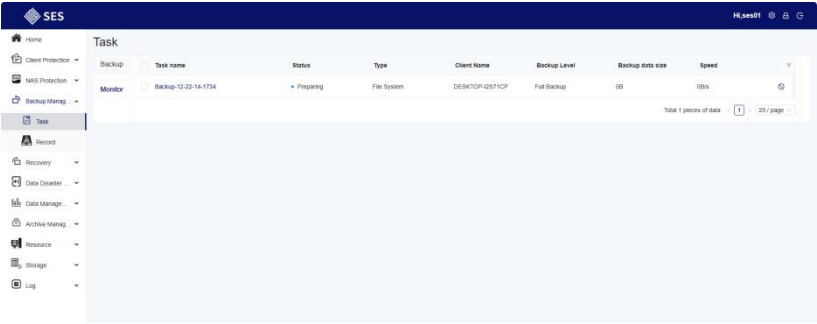 SES
Hi,ses01
Home
Client Protection
NAS Protection
Backup Manag...
Task
Record
Recovery
Data Disaster ...
Data Manage...
Archive Manag...
Resource
Storage
Log
Task
Backup
Monitor
Task name Status Type Client Name Backup Level Backup data size Speed
Backup-12-22-14-1734 Preparing File System DESKTOP-I2871CP Full Backup 0B 0B/s
Total 1 pieces of data 1 20 / page